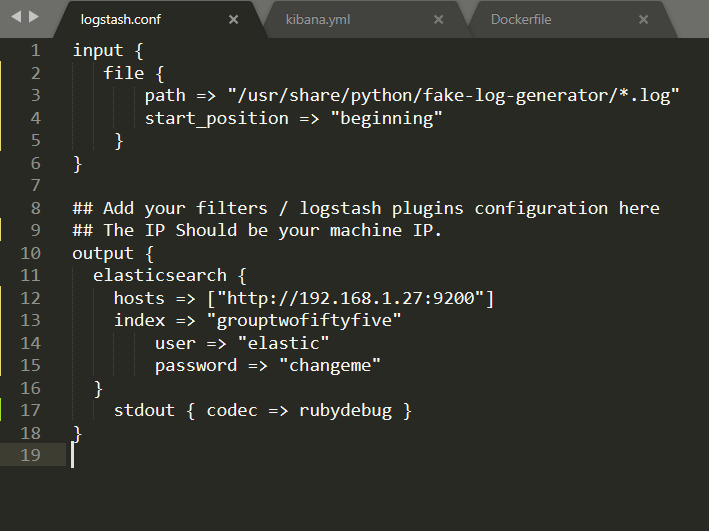 logstash.conf × kibana.yml × Dockerfile ×
1 input {
2 file {
3 path => "/usr/share/python/fake-log-generator/*.log"
4 start_position => "beginning"
5 }
6 }
7
8 ## Add your filters / logstash plugins configuration here
9 ## The IP Should be your machine IP.
10 output {
11 elasticsearch {
12 hosts => ["http://192.168.1.27:9200"]
13 index => "grouptwofiftyfive"
14 user => "elastic"
15 password => "changeme"
16 }
17 stdout { codec => rubydebug }
18 }
19